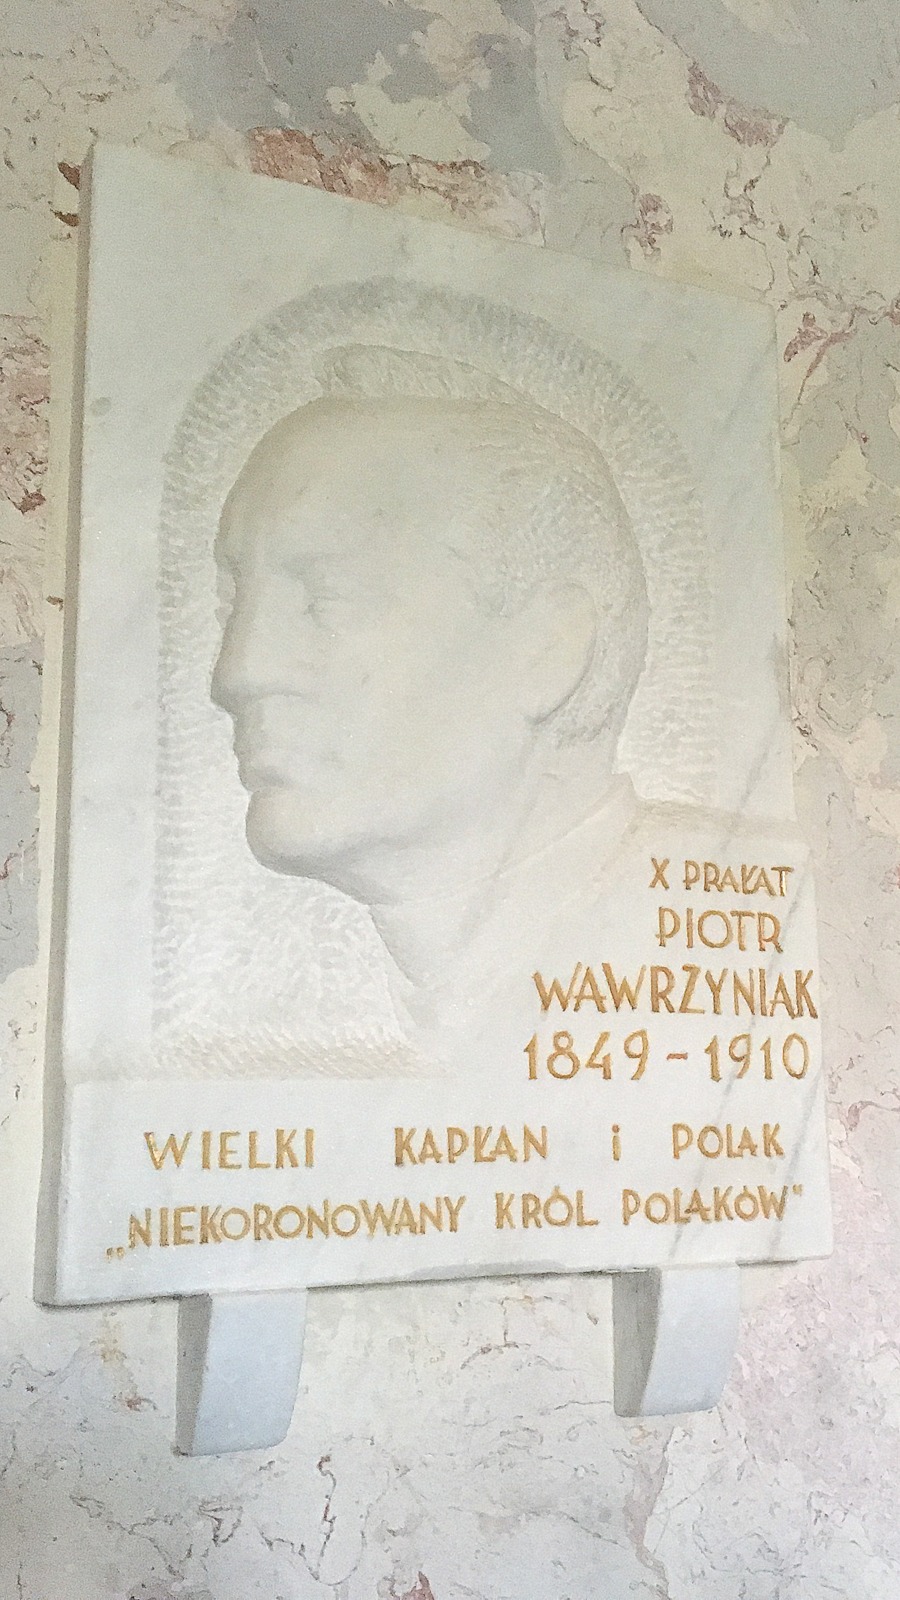 X PRAŁAT
PIOTR
WAWRZYNIAK
1849 - 1910
WIELKI KAPŁAN i POLAK
„NIEKORONOWANY KRÓL POLAKÓW"